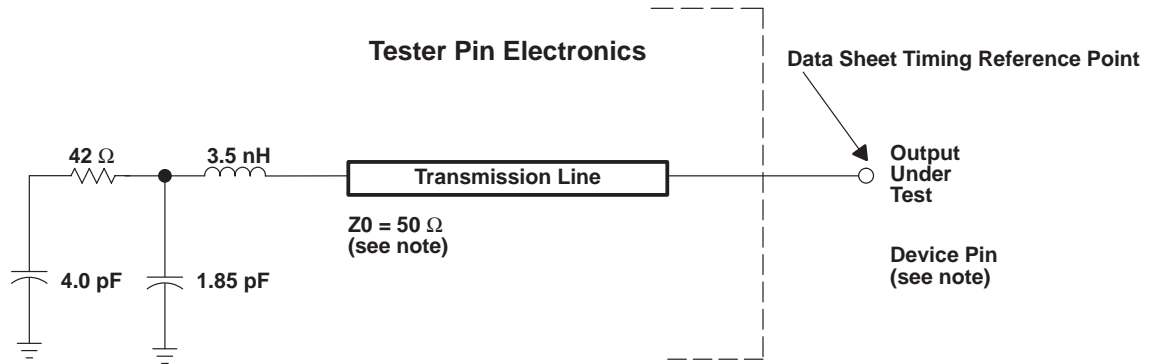 Tester Pin Electronics
Data Sheet Timing Reference Point
42 Ω
3.5 nH
Transmission Line
Output
Under
Test
Z0 = 50 Ω
(see note)
Device Pin
(see note)
4.0 pF
1.85 pF